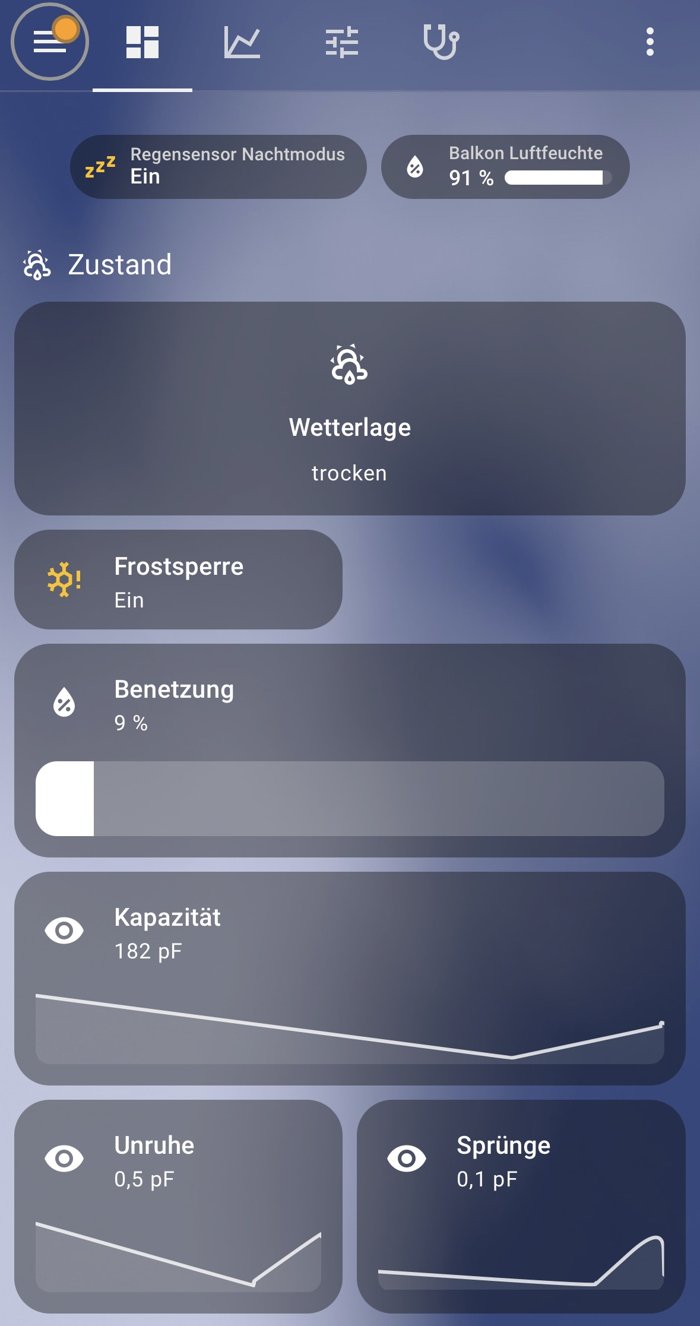 Regensensor Nachtmodus
Ein
Balkon Luftfeuchte
91 %
Zustand
Wetterlage
trocken
Frostsperre
Ein
Benetzung
9 %
Kapazität
182 pF
Unruhe
0,5 pF
Sprünge
0,1 pF